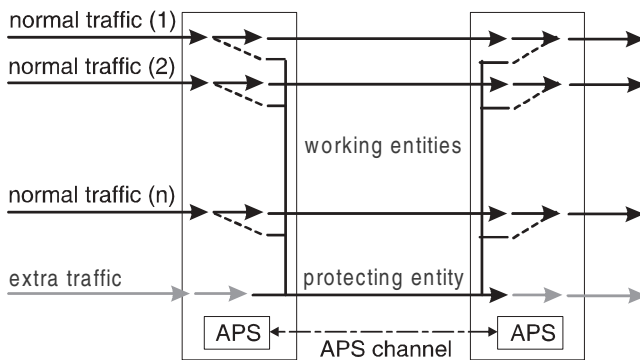 normal traffic (1)
normal traffic (2)
working entities
normal traffic (n)
extra traffic
protecting entity
APS
APS channel
APS